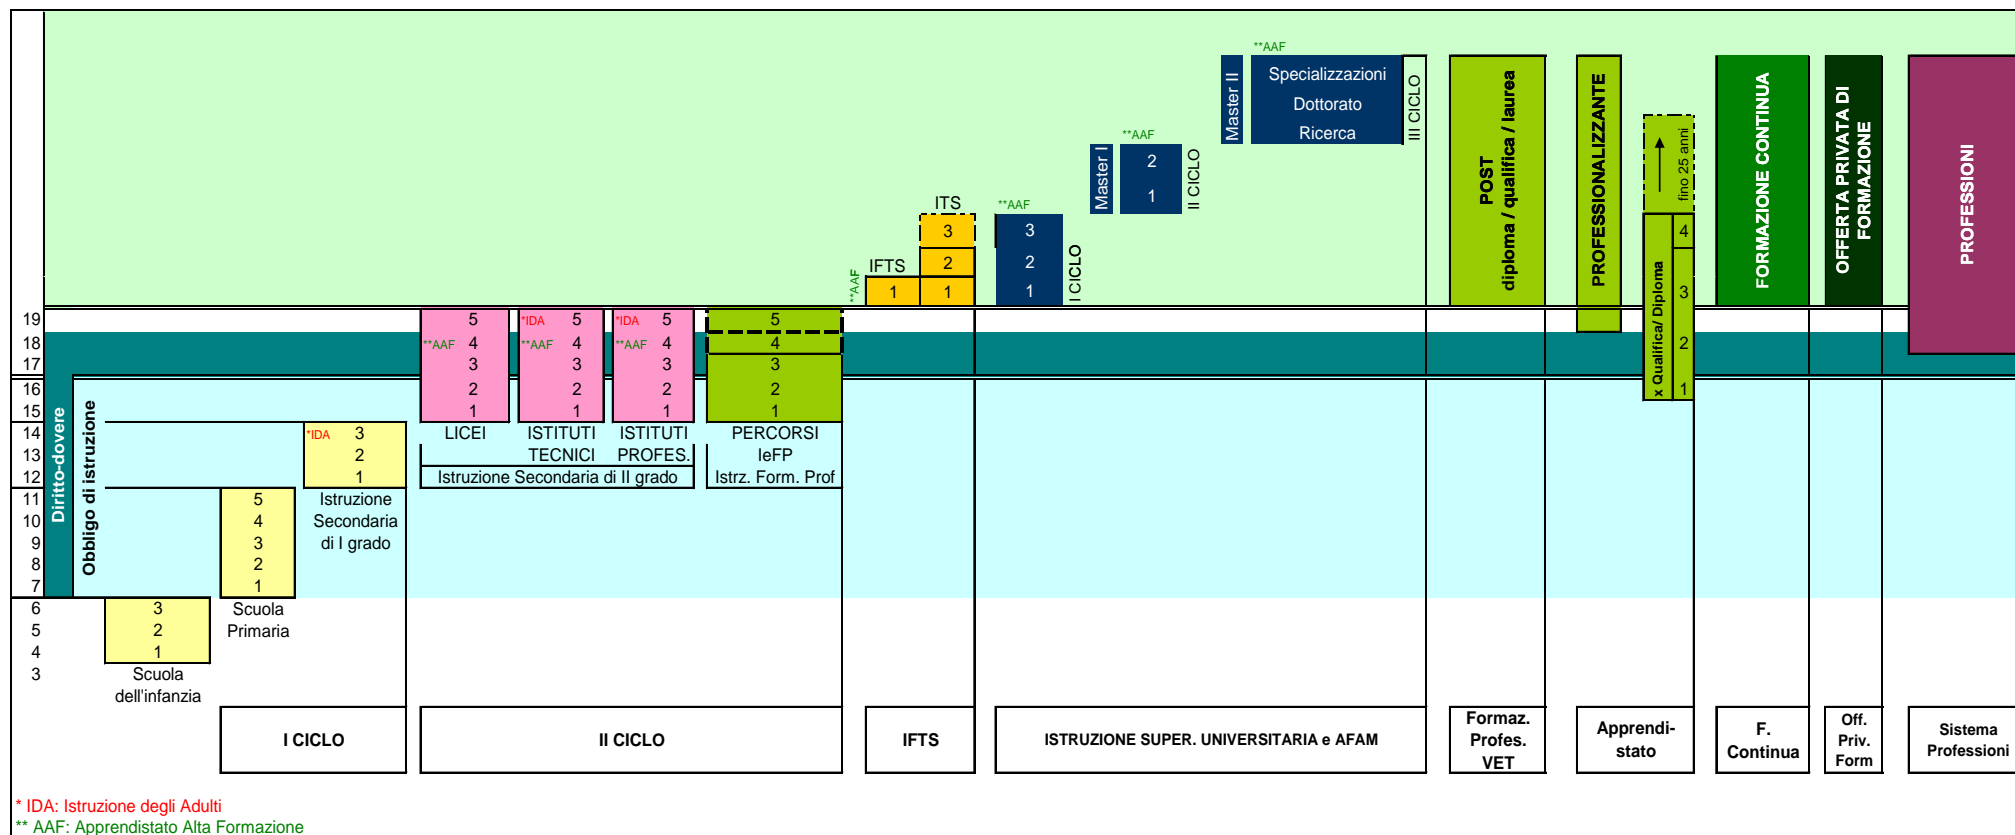 **AAF
Master II
Specializzazioni
Dottorato
Ricerca
III CICLO
**AAF
Master I
2
1
II CICLO
**AAF
3
2
1
I CICLO
ITS
3
2
1
IFTS
1
**AAF
POST
diploma / qualifica / laurea
PROFESSIONALIZZANTE
fino 25 anni
x Qualifica/ Diploma
4
3
2
1
FORMAZIONE CONTINUA
OFFERTA PRIVATA DI
FORMAZIONE
PROFESSIONI
19
18
17
16
15
14
13
12
11
10
9
8
7
6
5
4
3
Diritto-dovere
Obbligo di istruzione
5
**AAF 4
3
2
1
LICEI
*IDA 5
**AAF 4
3
2
1
ISTITUTI
TECNICI
*IDA 5
**AAF 4
3
2
1
ISTITUTI
PROFES.
Istruzione Secondaria di II grado
5
4
3
2
1
PERCORSI
IeFP
Istrz. Form. Prof
*IDA 3
2
1
Istruzione
Secondaria
di I grado
5
4
3
2
1
Scuola
Primaria
3
2
1
Scuola
dell'infanzia
I CICLO
II CICLO
IFTS
ISTRUZIONE SUPER. UNIVERSITARIA e AFAM
Formaz.
Profes.
VET
Apprendi-
stato
F.
Continua
Off.
Priv.
Form
Sistema
Professioni
* IDA: Istruzione degli Adulti
** AAF: Apprendistato Alta Formazione